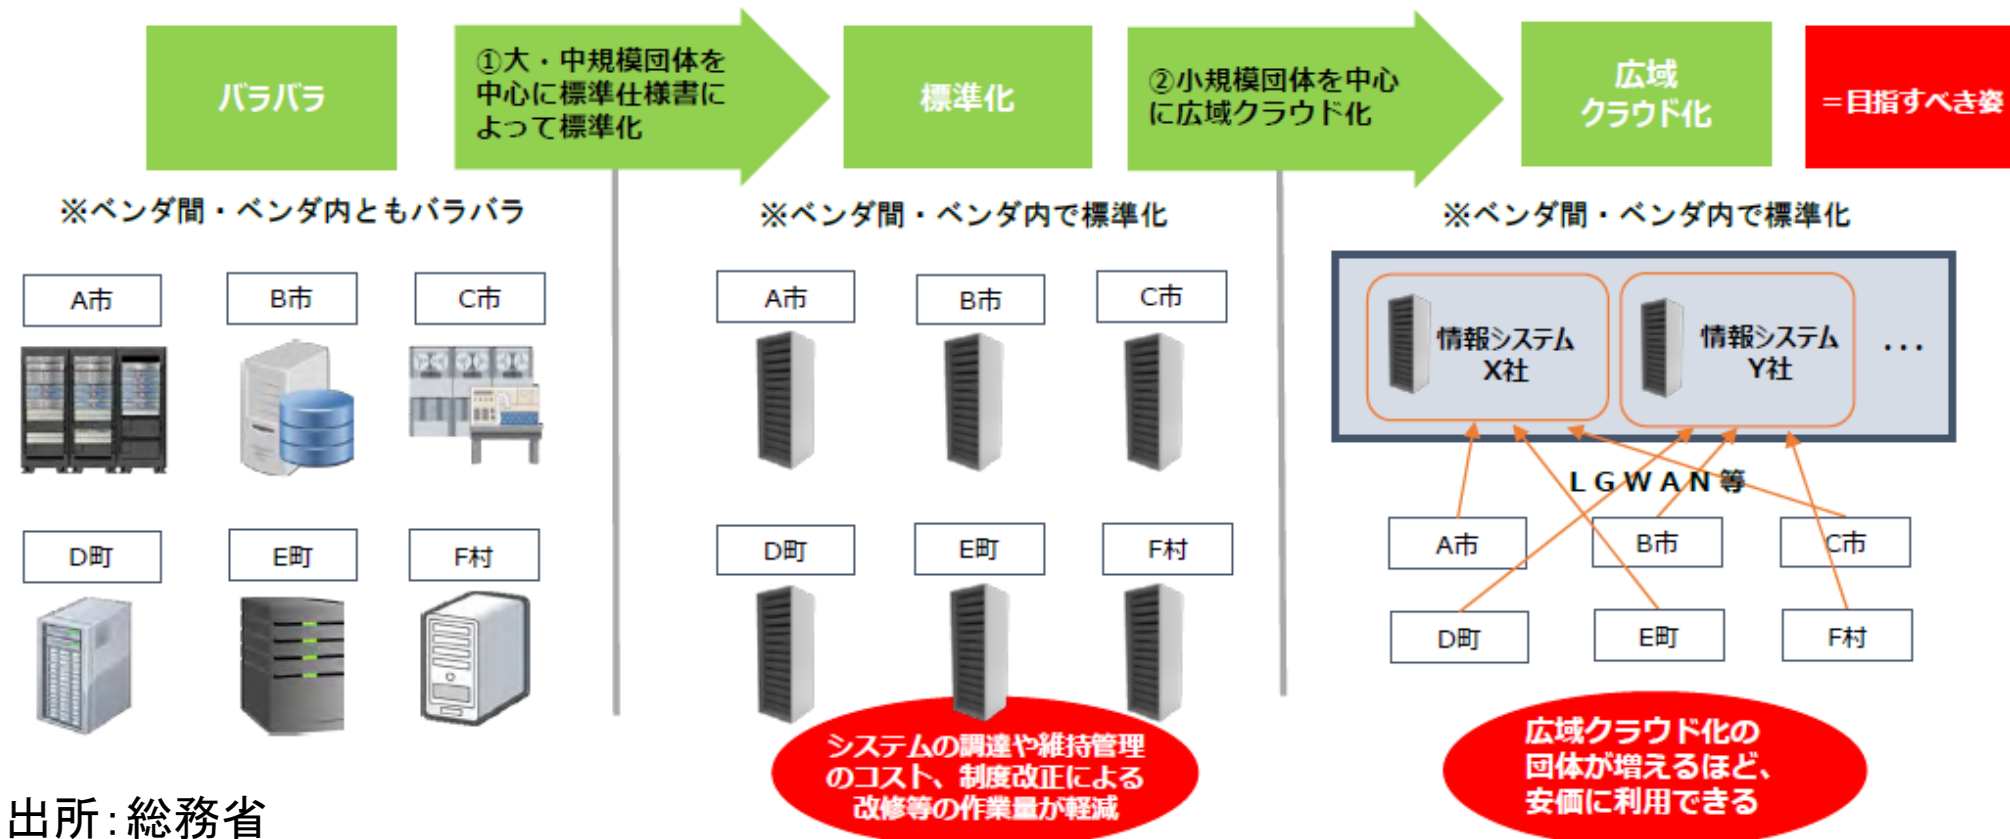 バラバラ
①大・中規模団体を
中心に標準仕様書に
よって標準化
標準化
②小規模団体を中心
に広域クラウド化
広域
クラウド化
＝目指すべき姿
※ベンダ間・ベンダ内ともバラバラ
※ベンダ間・ベンダ内で標準化
※ベンダ間・ベンダ内で標準化
A市
B市
C市
D町
E町
F村
A市
B市
C市
D町
E町
F村
システムの調達や維持管理
のコスト、制度改正による
改修等の作業量が軽減
情報システム
X社
情報システム
Y社
・・・
ＬＧＷＡＮ等
A市
B市
C市
D町
E町
F村
広域クラウド化の
団体が増えるほど、
安価に利用できる
出所：総務省